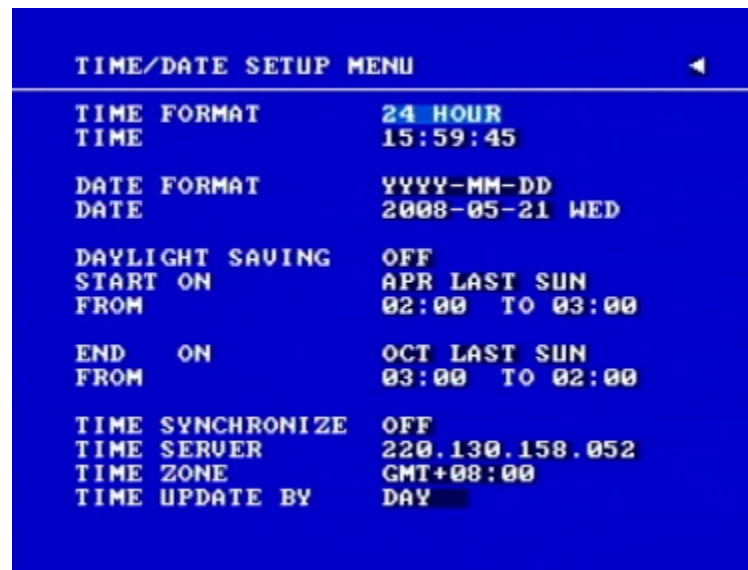 TIME/DATE SETUP MENU
TIME FORMAT 24 HOUR
TIME 15:59:45
DATE FORMAT YYYY-MM-DD
DATE 2008-05-21 WED
DAYLIGHT SAVING OFF
START ON APR LAST SUN
FROM 02:00 TO 03:00
END ON OCT LAST SUN
FROM 03:00 TO 02:00
TIME SYNCHRONIZE OFF
TIME SERVER 220.130.158.052
TIME ZONE GMT+08:00
TIME UPDATE BY DAY